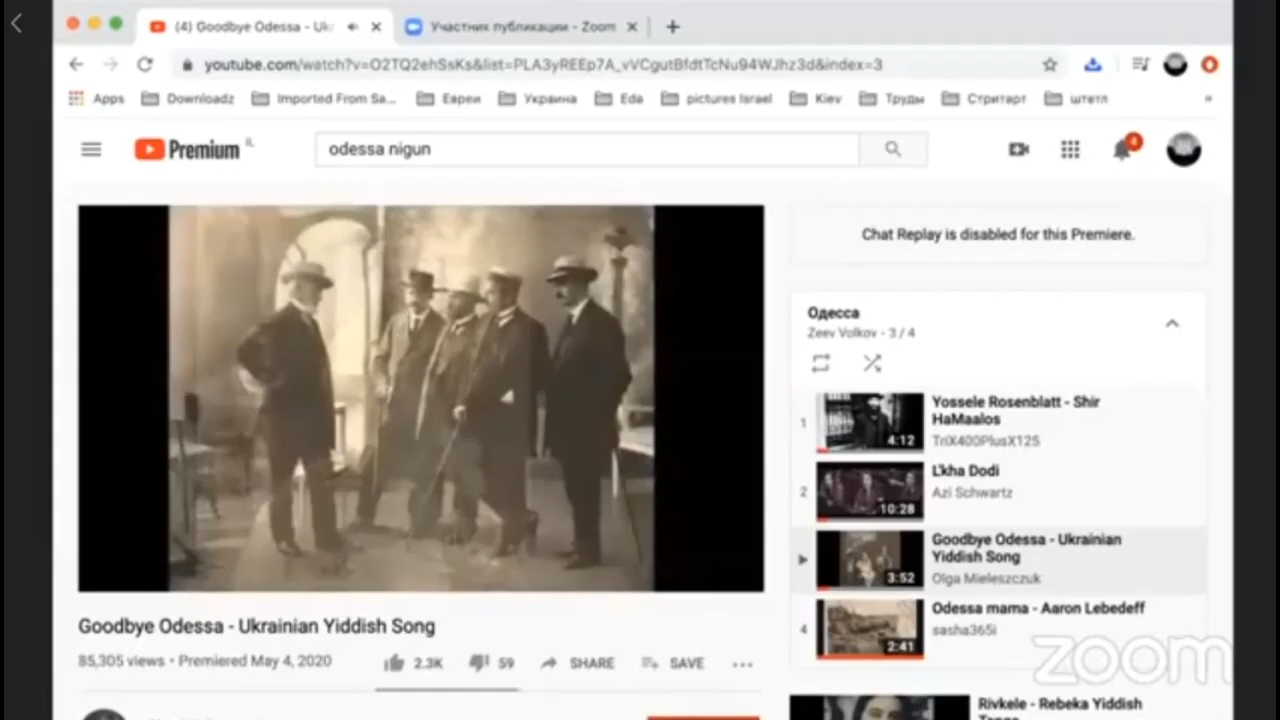 (4) Goodbye Odessa - Uk
Участник публикации - Zoom
youtube.com/watch?v=O2TQ2ehSsKs&list=PLA3yREEp7A_vVCgutBfdtTcNu94WJhz3d&index=3
Apps
Downloadz
Imported From Sa...
Евреи
Украина
Eda
pictures Israel
Kiev
Труды
Стритарт
штетл
»
Premium IL
odessa nigun
4
Chat Replay is disabled for this Premiere.
Одесса
Zeev Volkov - 3 / 4
1
Yossele Rosenblatt - Shir
HaMaalos
TriX400PlusX125
4:12
2
L'kha Dodi
Azi Schwartz
10:28
Goodbye Odessa - Ukrainian
Yiddish Song
Olga Mieleszczuk
3:52
4
Odessa mama - Aaron Lebedeff
sasha365i
2:41
Goodbye Odessa - Ukrainian Yiddish Song
85,305 views • Premiered May 4, 2020
2.3K
59
SHARE
SAVE
zoom
Rivkele - Rebeka Yiddish